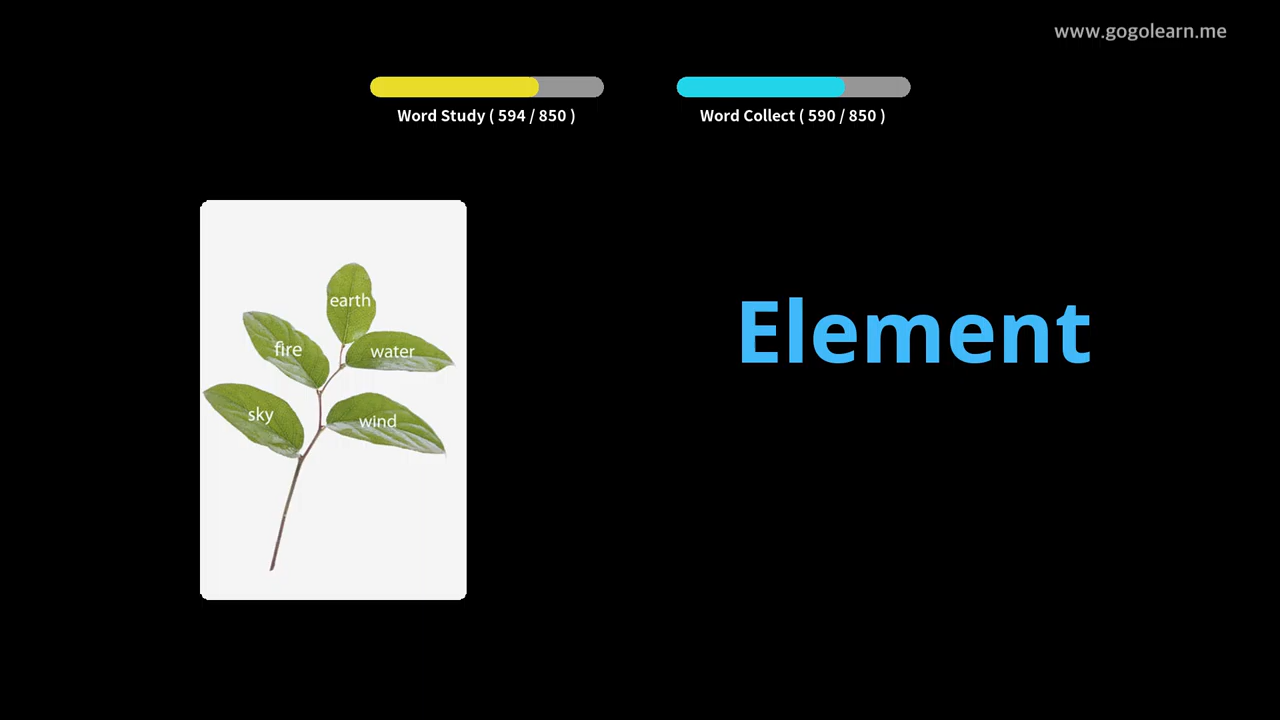 www.gogolearn.me
Word Study ( 594 / 850 )
Word Collect ( 590 / 850 )
earth
fire
water
sky
wind
Element